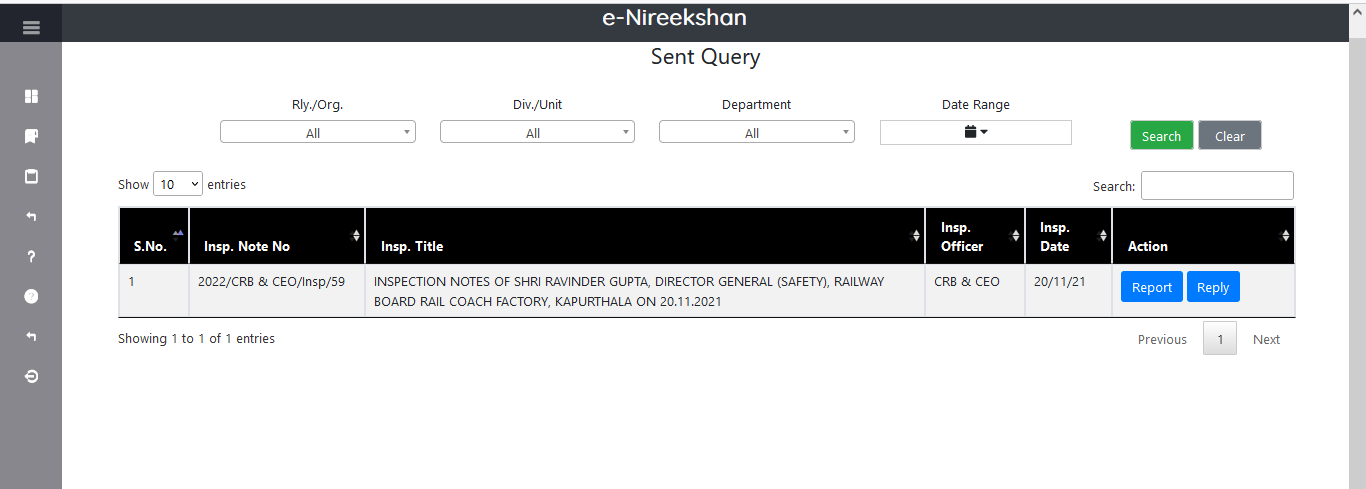 e-Nireekshan
Sent Query
Rly./Org.
Div./Unit
Department
Date Range
All
All
All
Search
Clear
Show 10 entries
Search:
S.No.
Insp. Note No
Insp. Title
Insp.
Officer
Insp.
Date
Action
1
2022/CRB & CEO/Insp/59
INSPECTION NOTES OF SHRI RAVINDER GUPTA, DIRECTOR GENERAL (SAFETY), RAILWAY
BOARD RAIL COACH FACTORY, KAPURTHALA ON 20.11.2021
CRB & CEO
20/11/21
Report
Reply
Showing 1 to 1 of 1 entries
Previous
1
Next